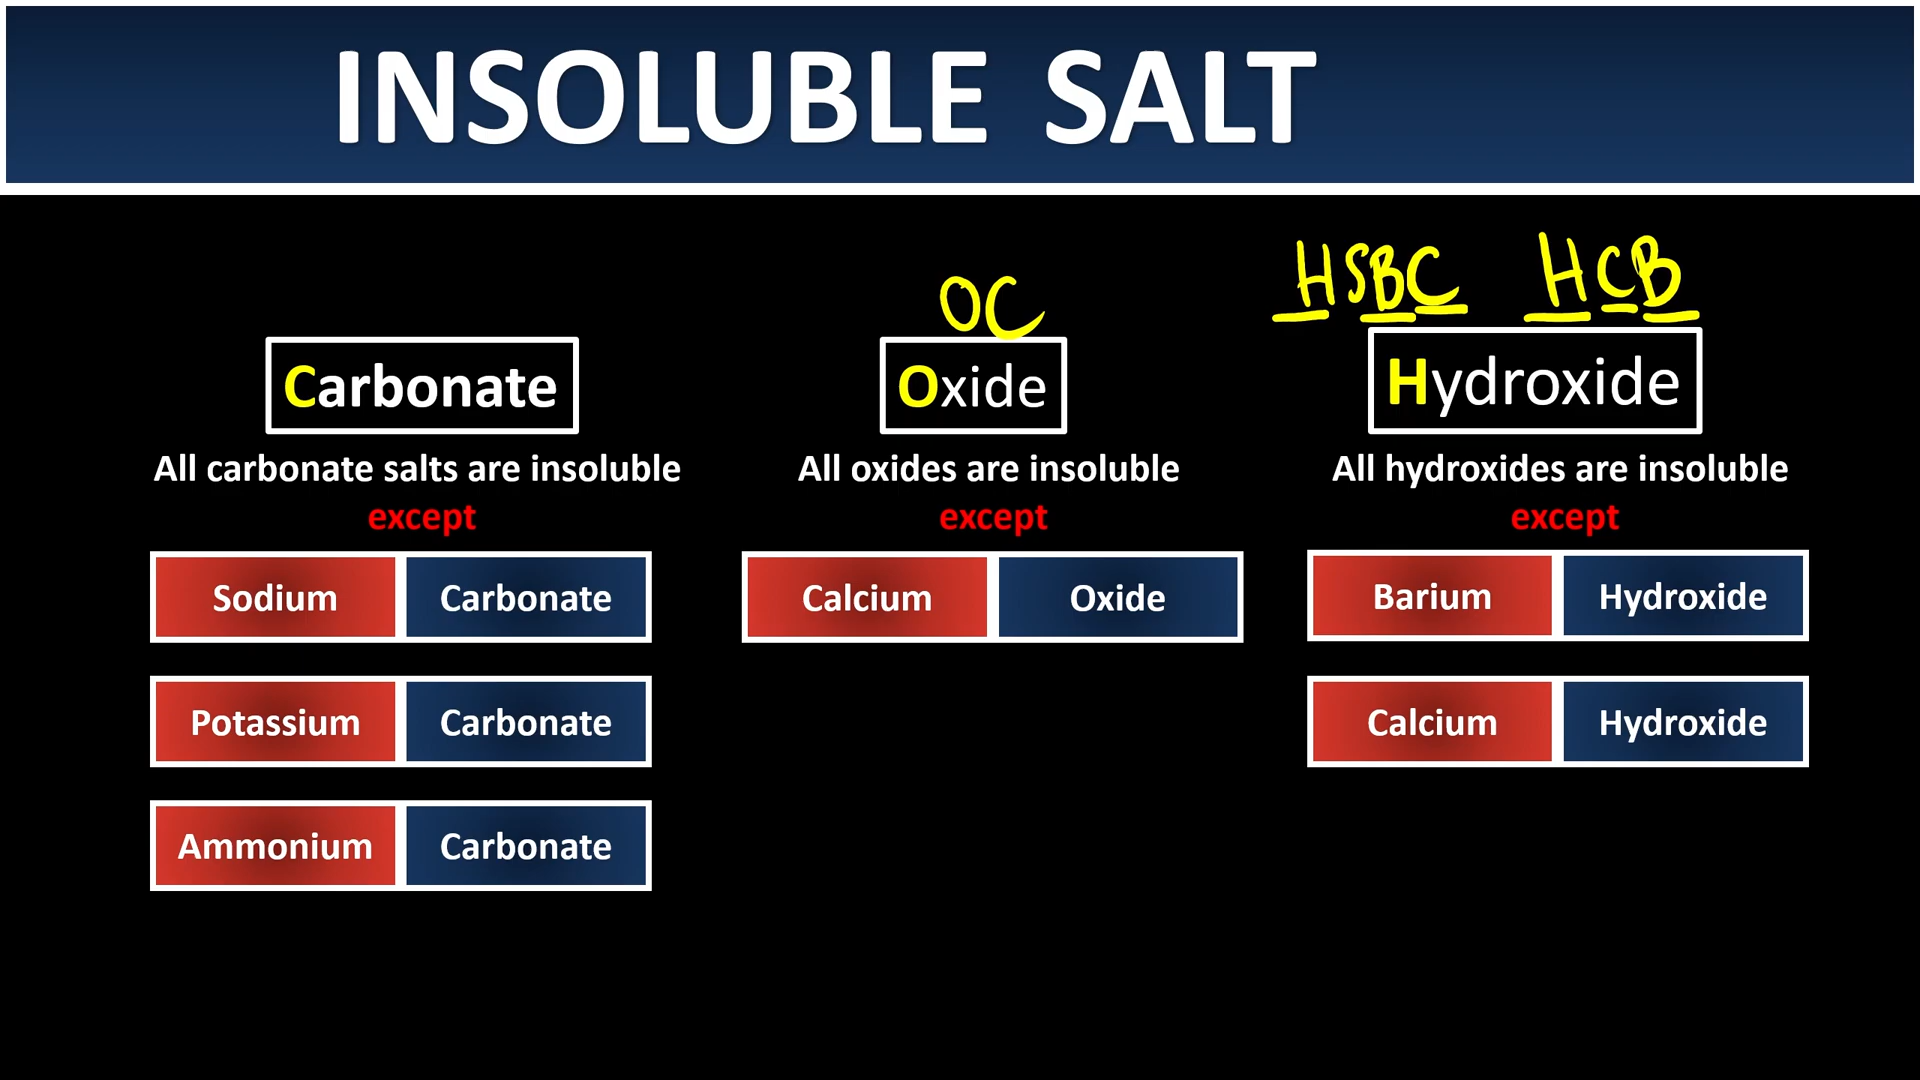 INSOLUBLE SALT
OC
HSBC HCB
Carbonate
Oxide
Hydroxide
All carbonate salts are insoluble
except
All oxides are insoluble
except
All hydroxides are insoluble
except
Sodium Carbonate
Calcium Oxide
Barium Hydroxide
Potassium Carbonate
Calcium Hydroxide
Ammonium Carbonate